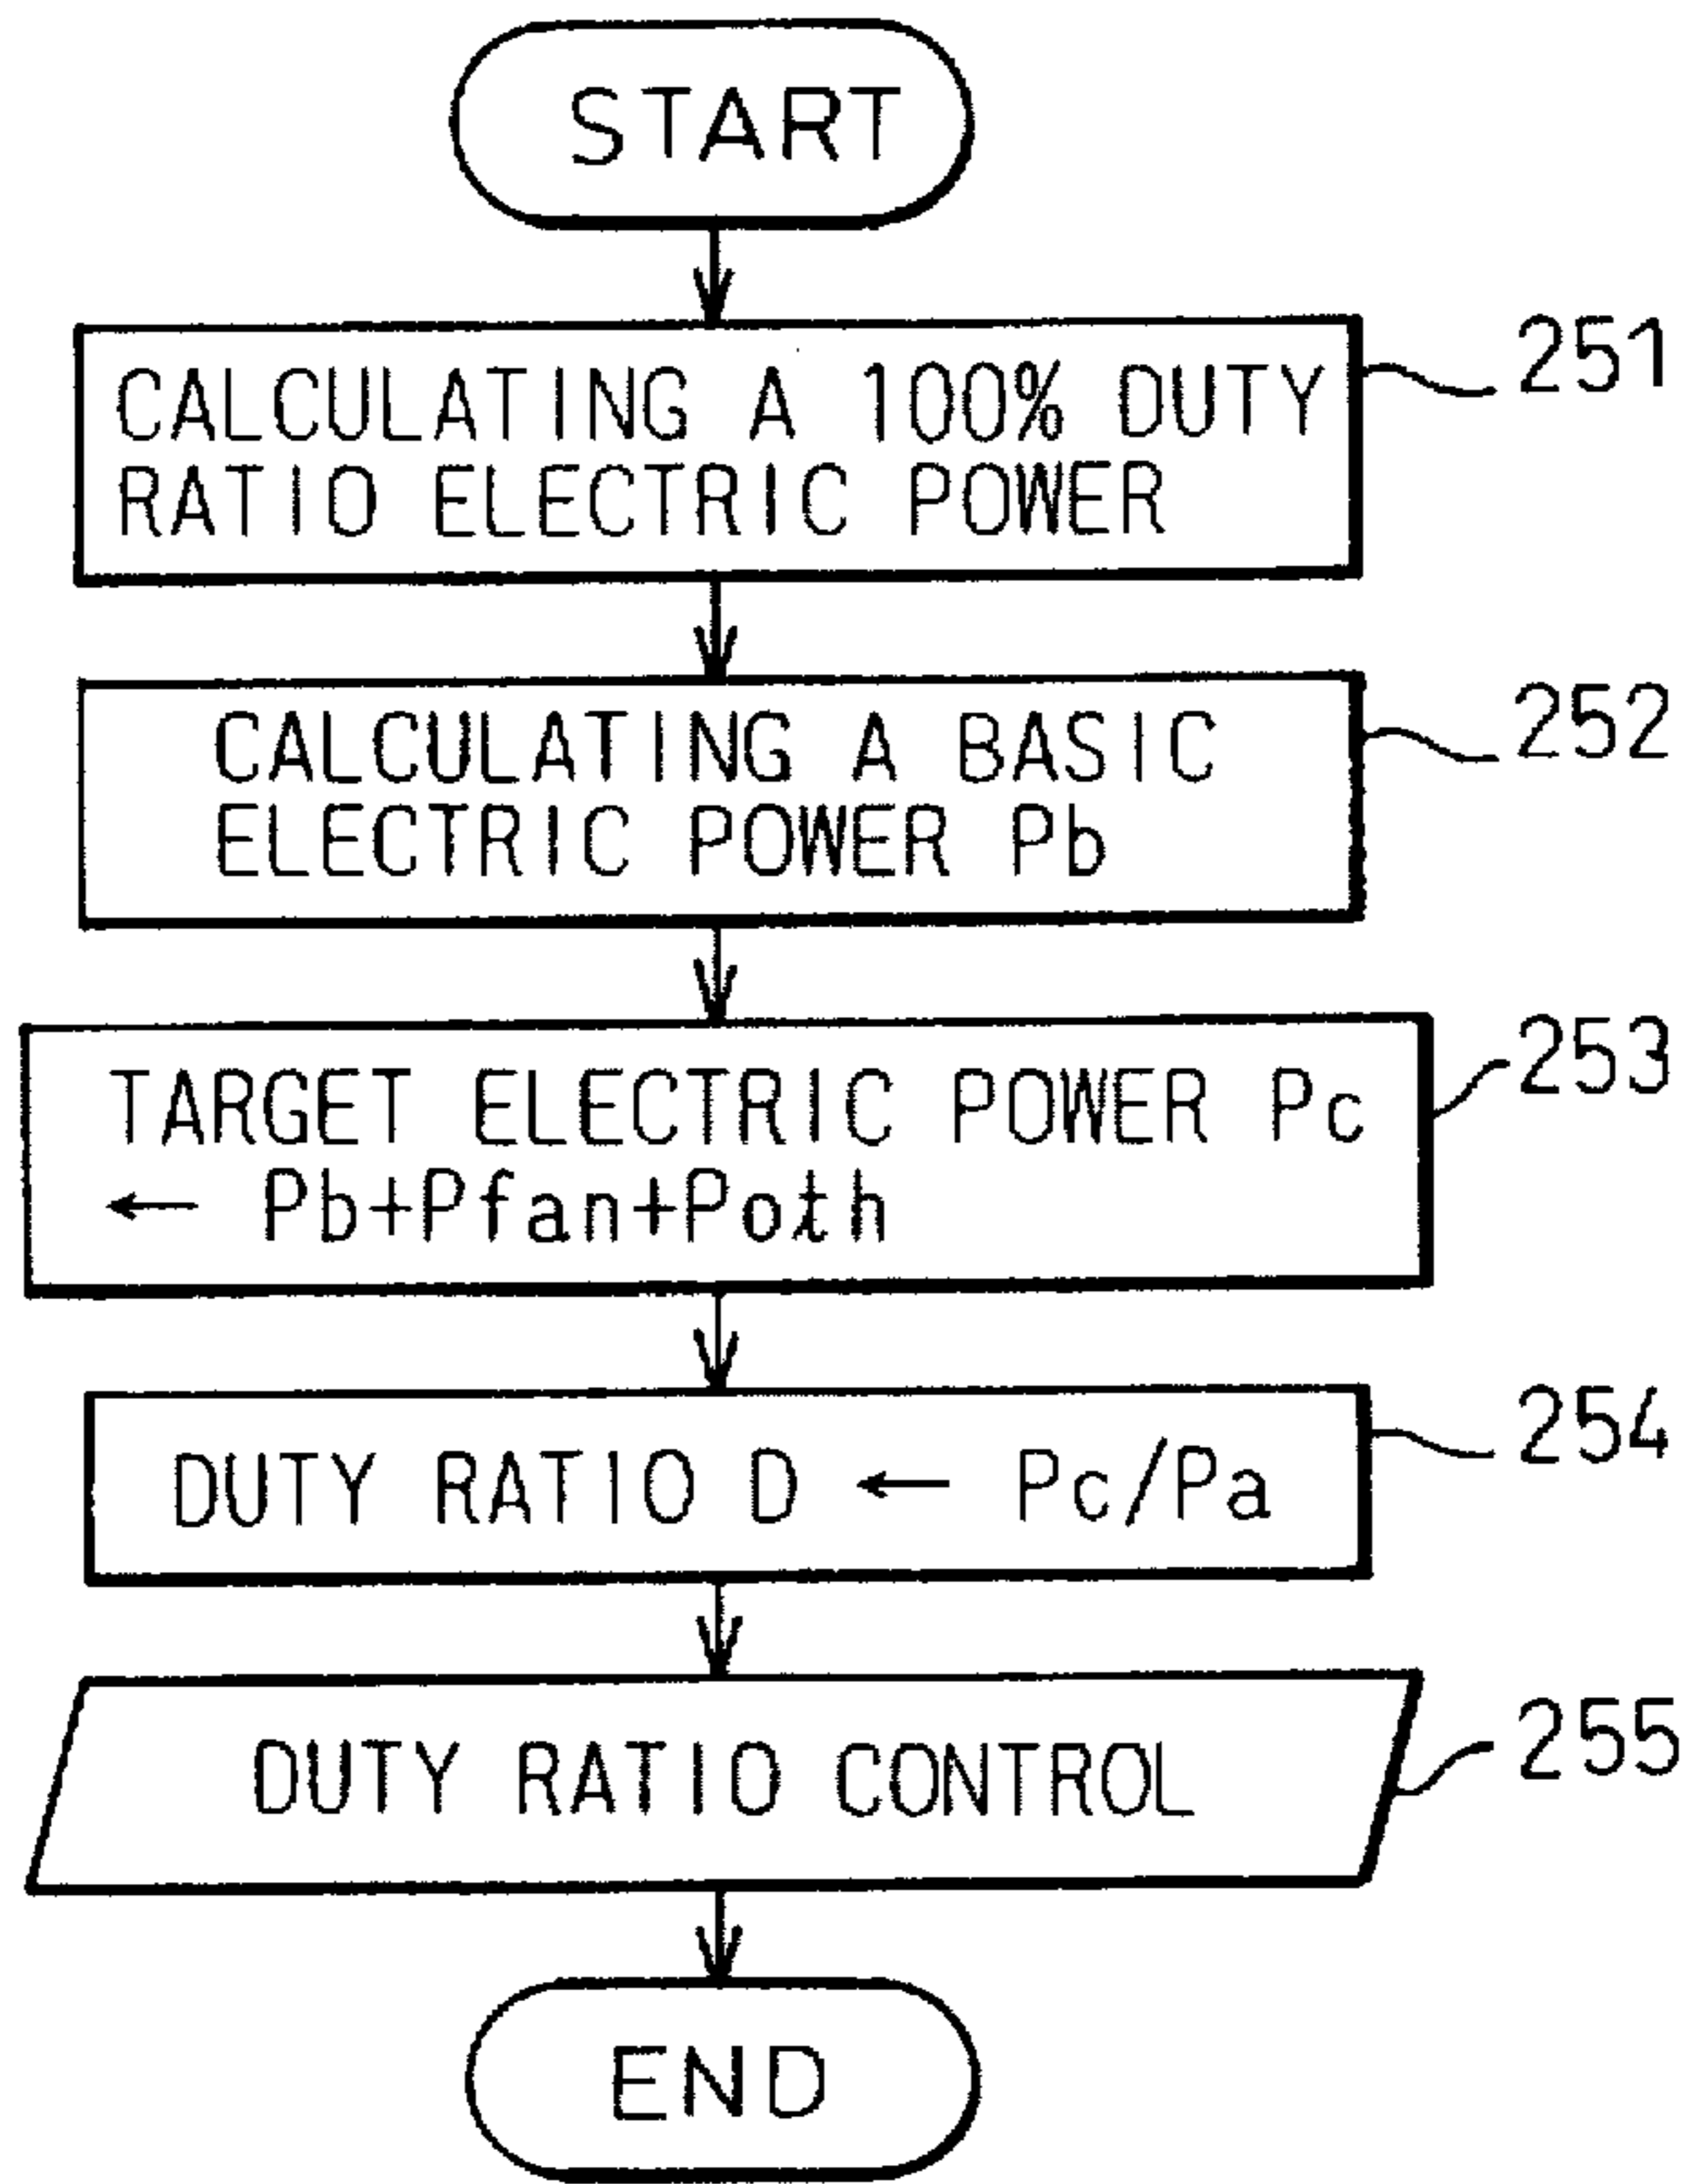 START
CALCULATING A 100% DUTY
RATIO ELECTRIC POWER
251
CALCULATING A BASIC
ELECTRIC POWER Pb
252
TARGET ELECTRIC POWER Pc
← Pb+Pfan+Poth
253
DUTY RATIO D ← Pc/Pa
254
DUTY RATIO CONTROL
255
END